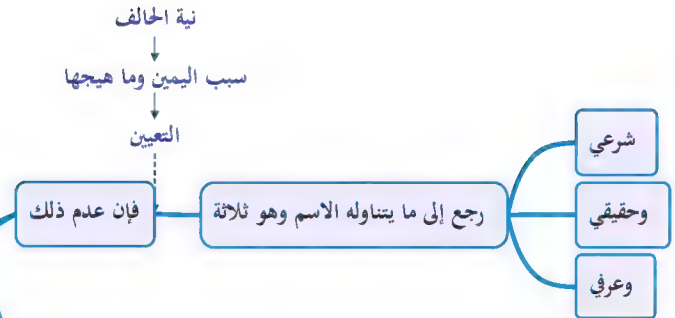 نية الحالف
سبب اليمين وما هيجها
التعيين
فإن عدم ذلك
رجع إلى ما يتناوله الاسم وهو ثلاثة
شرعي
وحقيقي
وعرفي